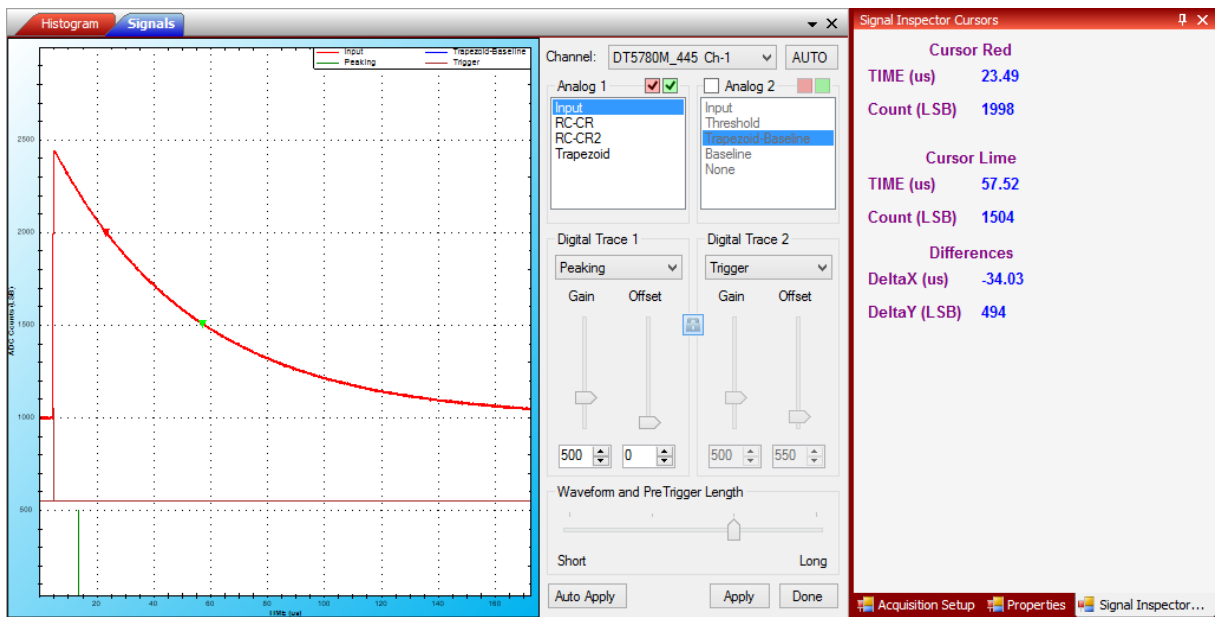 Histogram
Signals
Input
Trapezoid-Baseline
Peaking
Trigger
2500
2000
1500
1000
500
ADC Counts (LSB)
20
40
60
80
100
120
140
160
TIME (us)
Channel: DT5780M_445 Ch-1 AUTO
Analog 1
Input
RC-CR
RC-CR2
Trapezoid
Analog 2
Input
Threshold
Trapezoid-Baseline
Baseline
None
Digital Trace 1
Peaking
Gain Offset
500 0
Digital Trace 2
Trigger
Gain Offset
500 550
Waveform and PreTrigger Length
Short Long
Auto Apply Apply Done
Signal Inspector Cursors
Cursor Red
TIME (us) 23.49
Count (LSB) 1998
Cursor Lime
TIME (us) 57.52
Count (LSB) 1504
Differences
DeltaX (us) -34.03
DeltaY (LSB) 494
Acquisition Setup Properties Signal Inspector...